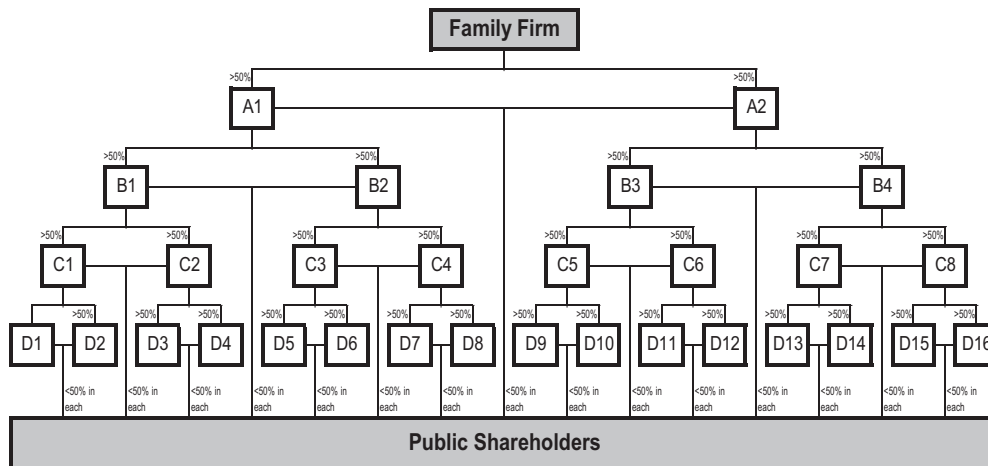 Family Firm
>50% >50%
A1 A2
>50% >50% >50% >50%
B1 B2 B3 B4
>50% >50% >50% >50% >50% >50% >50% >50%
C1 C2 C3 C4 C5 C6 C7 C8
>50% >50% >50% >50% >50% >50% >50% >50% >50% >50% >50% >50% >50% >50% >50%
D1 D2 D3 D4 D5 D6 D7 D8 D9 D10 D11 D12 D13 D14 D15 D16
<50% in <50% in <50% in <50% in <50% in <50% in <50% in <50% in <50% in <50% in <50% in <50% in <50% in <50% in <50% in
each each each each each each each each each each each each each each each
Public Shareholders